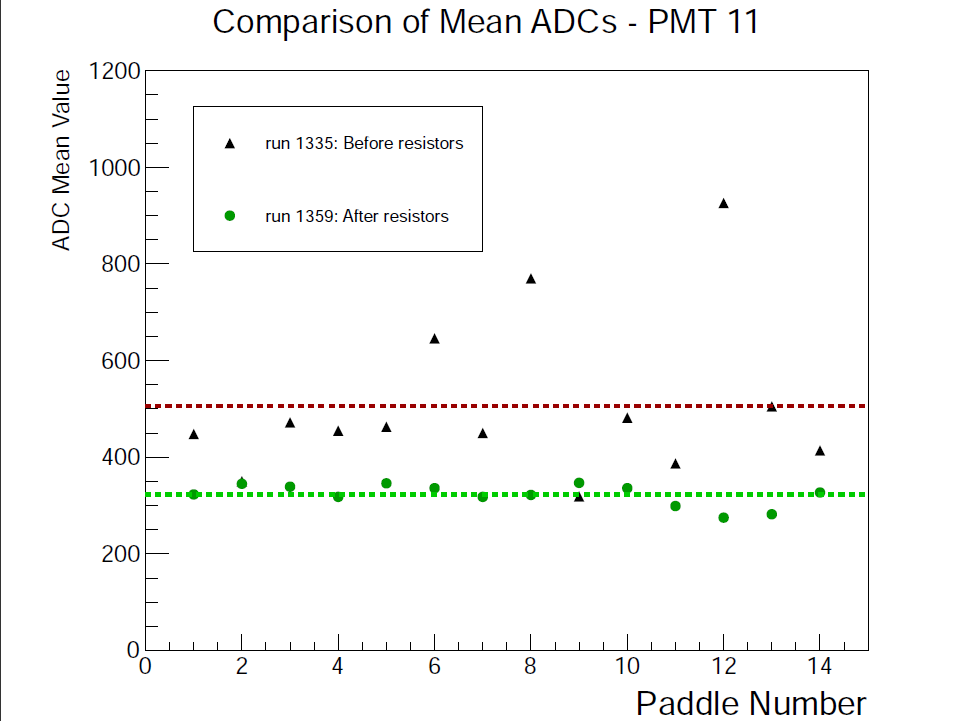 Comparison of Mean ADCs - PMT 11
ADC Mean Value
1200
1000
800
600
400
200
0
run 1335: Before resistors
run 1359: After resistors
0 2 4 6 8 10 12 14
Paddle Number